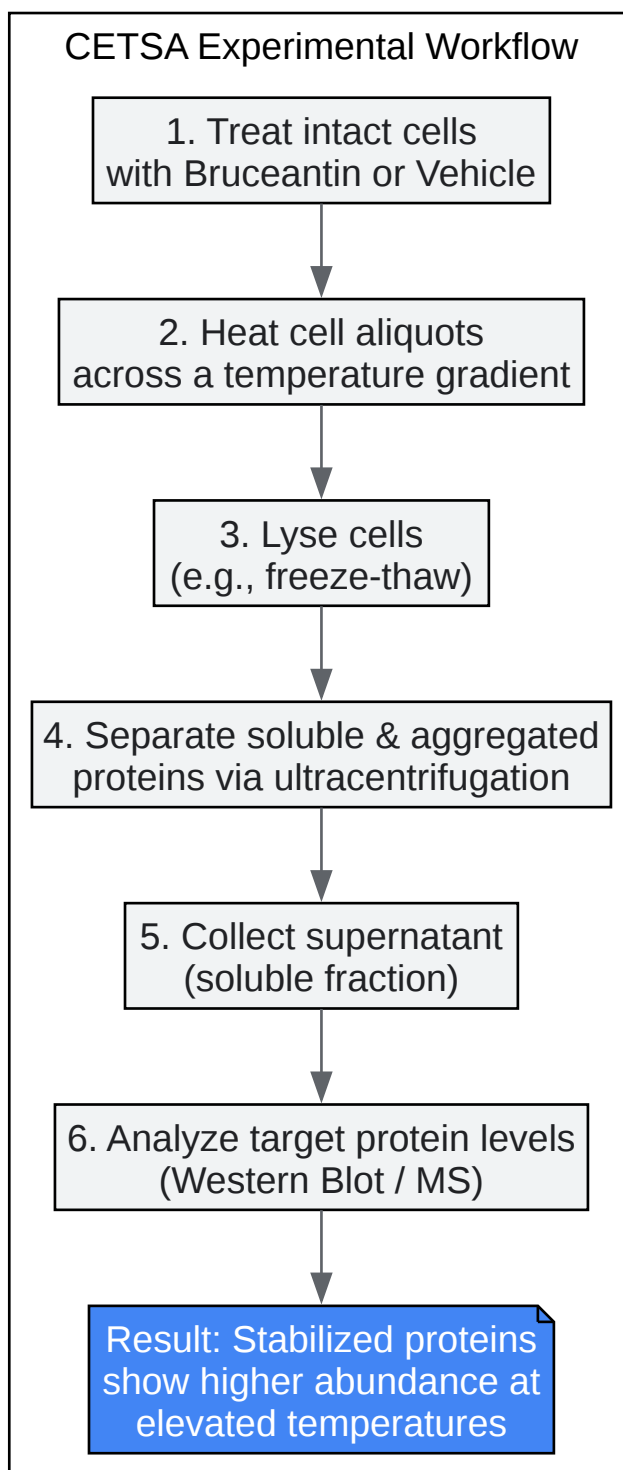 CETSA Experimental Workflow
1. Treat intact cells
with Bruceantin or Vehicle
2. Heat cell aliquots
across a temperature gradient
3. Lyse cells
(e.g., freeze-thaw)
4. Separate soluble & aggregated
proteins via ultracentrifugation
5. Collect supernatant
(soluble fraction)
6. Analyze target protein levels
(Western Blot / MS)
Result: Stabilized proteins
show higher abundance at
elevated temperatures